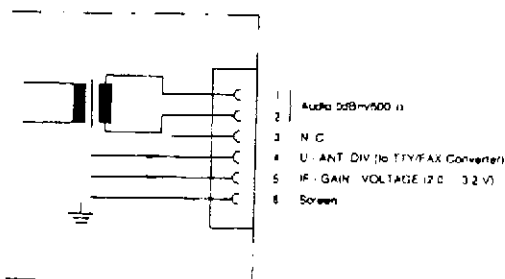 1
2 Audio 0dBm/600 Ω
3 N.C.
4 U - ANT. DIV (to TTY/FAX Converter)
5 IF - GAIN - VOLTAGE (2.0 ... 3.2 V)
6 Screen